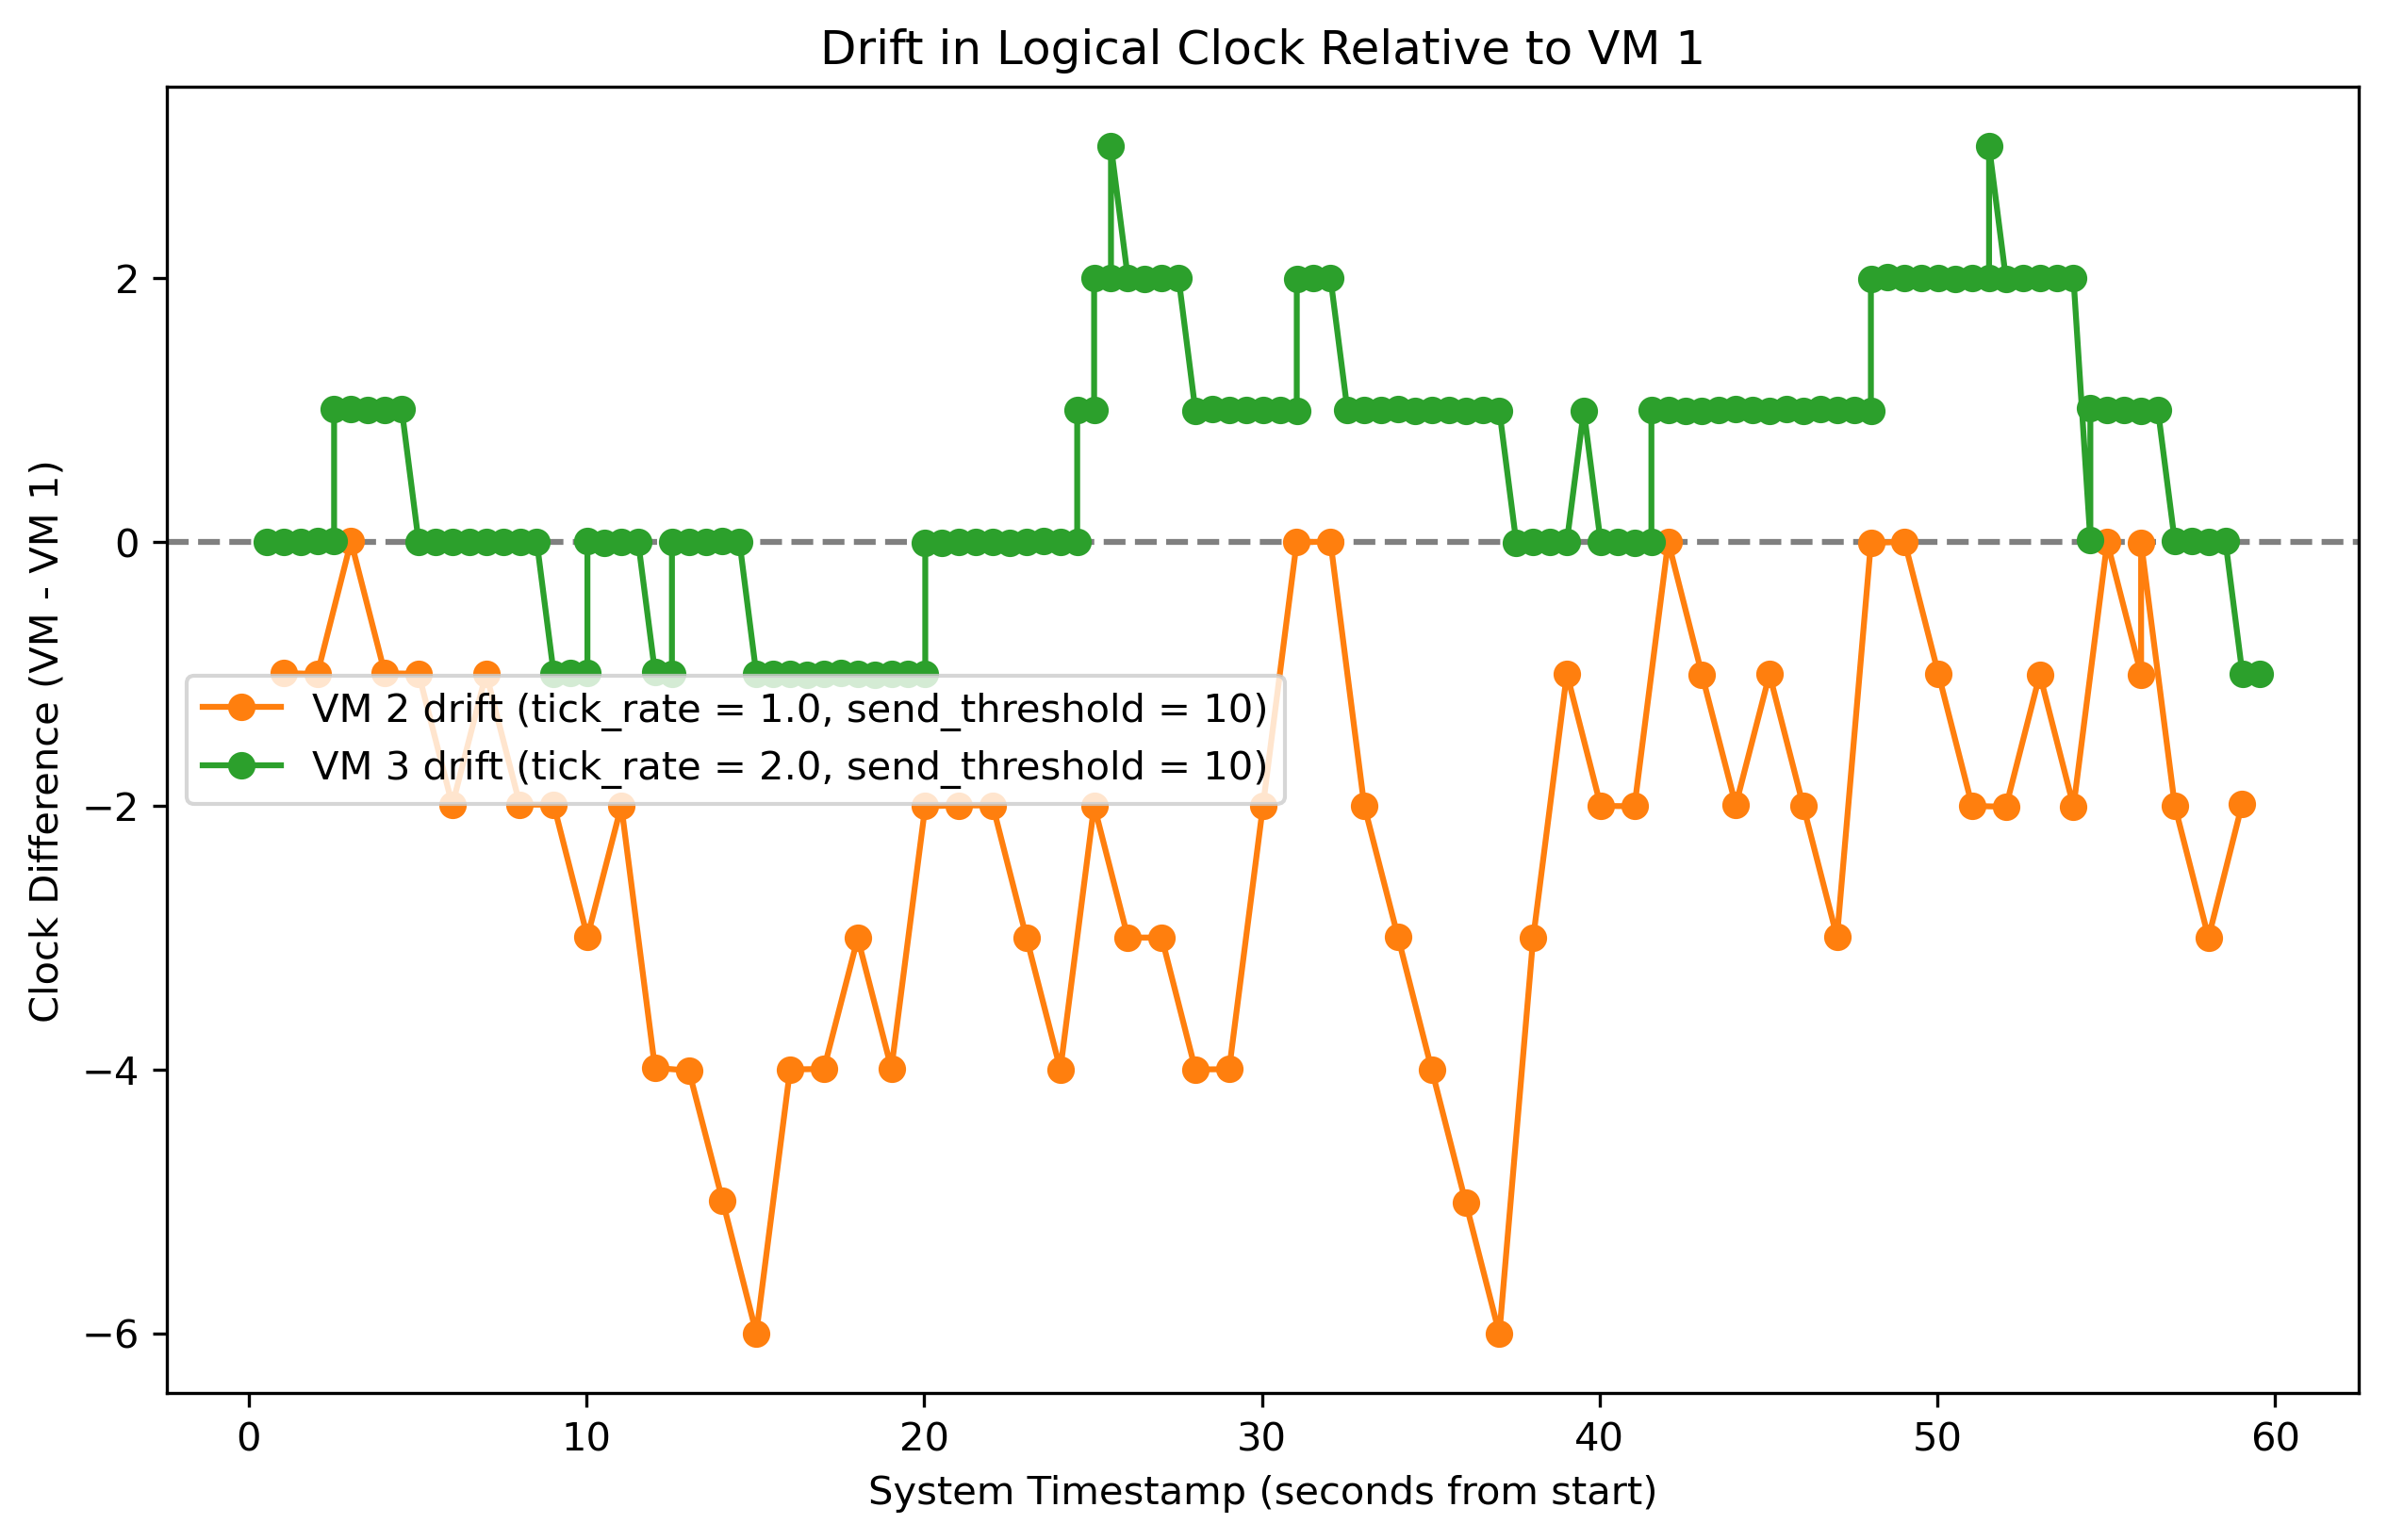 Drift in Logical Clock Relative to VM 1
Clock Difference (VM - VM 1)
2
0
−2
−4
−6
VM 2 drift (tick_rate = 1.0, send_threshold = 10)
VM 3 drift (tick_rate = 2.0, send_threshold = 10)
0 10 20 30 40 50 60
System Timestamp (seconds from start)